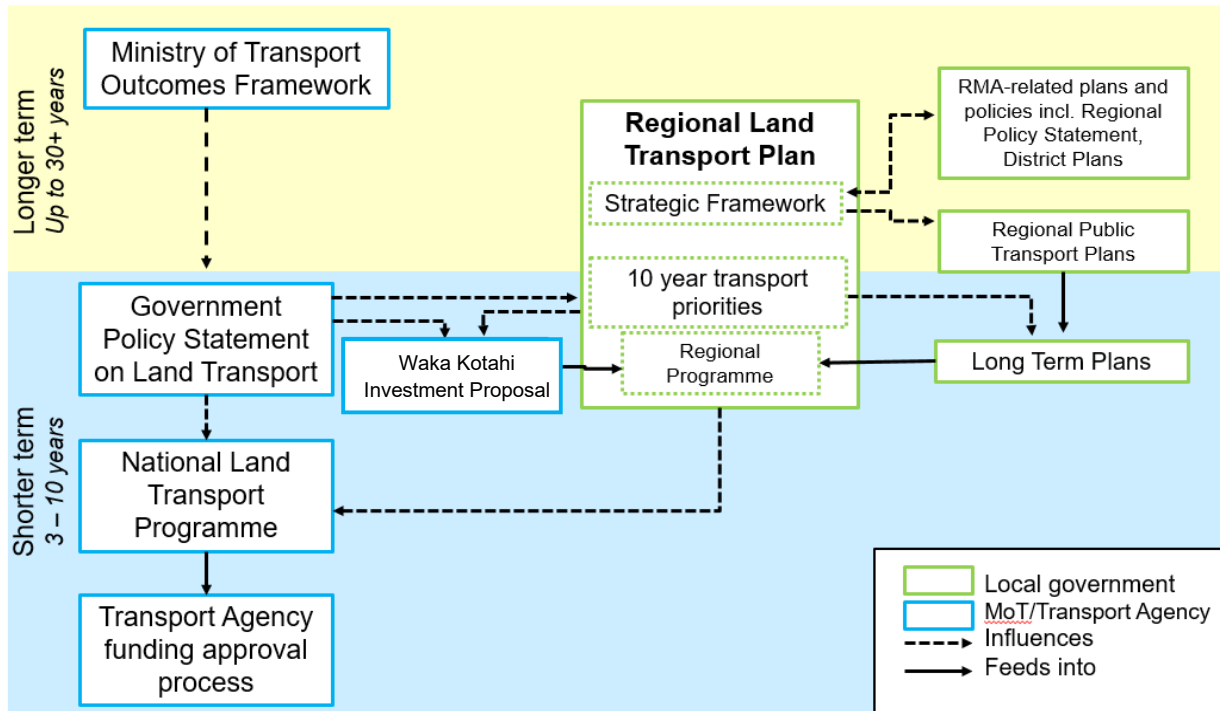 Longer term
Up to 30+ years
Ministry of Transport
Outcomes Framework
Regional Land
Transport Plan
Strategic Framework
RMA-related plans and
policies incl. Regional
Policy Statement,
District Plans
Regional Public
Transport Plans
Shorter term
3 – 10 years
Government
Policy Statement
on Land Transport
10 year transport
priorities
Waka Kotahi
Investment Proposal
Regional
Programme
Long Term Plans
National Land
Transport
Programme
Transport Agency
funding approval
process
Local government
MoT/Transport Agency
Influences
Feeds into